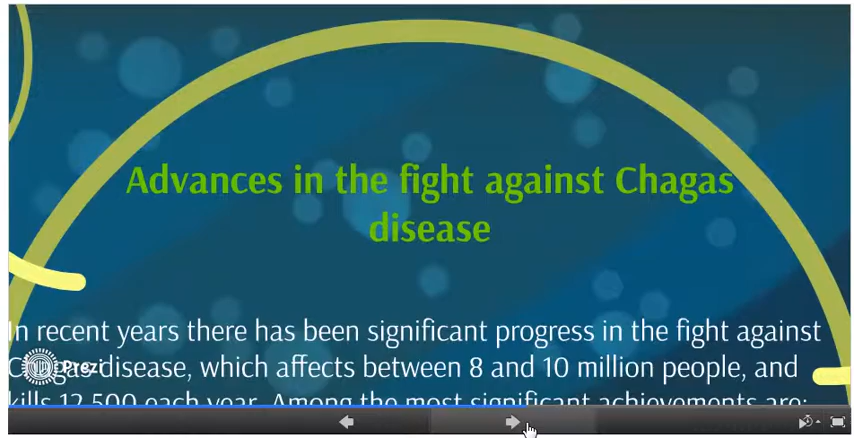 Advances in the fight against Chagas
disease
In recent years there has been significant progress in the fight against
Chagas disease, which affects between 8 and 10 million people, and
Prezi
kills 12,500 each year. Among the most significant achievements are: